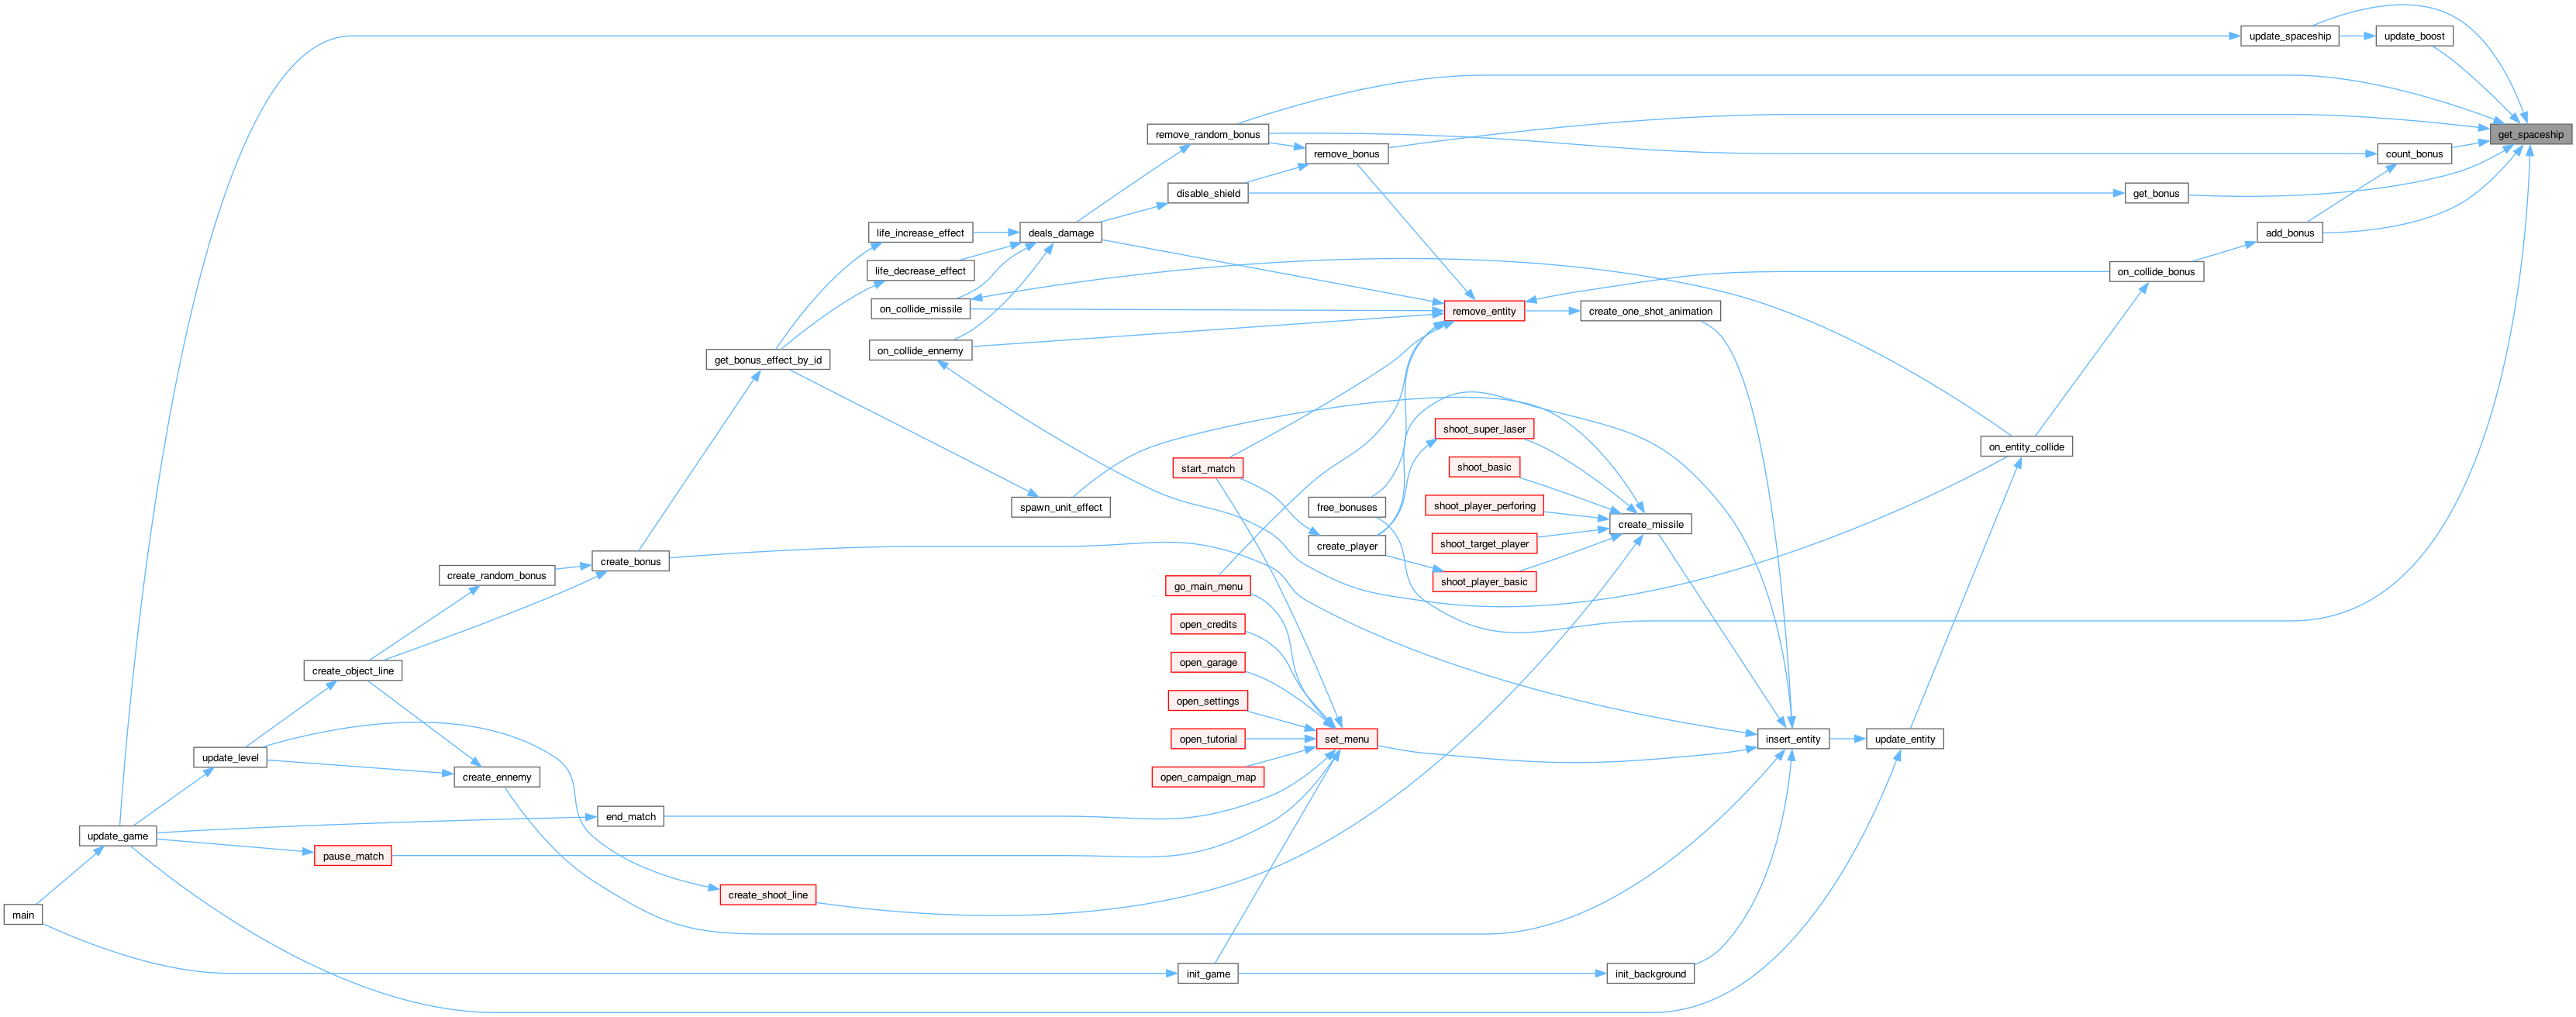 update_spaceship
update_boost
get_spaceship
remove_random_bonus
remove_bonus
count_bonus
disable_shield
get_bonus
life_increase_effect
deals_damage
add_bonus
life_decrease_effect
on_collide_bonus
on_collide_missile
remove_entity
create_one_shot_animation
on_collide_ennemy
get_bonus_effect_by_id
shoot_super_laser
on_entity_collide
start_match
shoot_basic
spawn_unit_effect
free_bonuses
shoot_player_perforing
create_missile
create_player
shoot_target_player
create_bonus
create_random_bonus
go_main_menu
shoot_player_basic
open_credits
create_object_line
open_garage
open_settings
update_level
open_tutorial
set_menu
insert_entity
update_entity
create_ennemy
open_campaign_map
end_match
update_game
pause_match
create_shoot_line
main
init_game
init_background